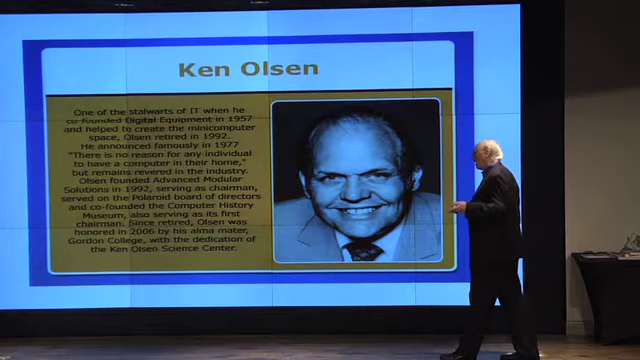 Ken Olsen
One of the stalwarts of IT when he
co-founded Digital Equipment in 1957
and helped to create the minicomputer
space, Olsen retired in 1992.
He announced famously in 1977
"There is no reason for any individual
to have a computer in their home,"
but remains revered in the industry.
Olsen founded Advanced Modular
Solutions in 1992, serving as chairman,
served on the Polaroid board of directors
and co-founded the Computer History
Museum, also serving as its first
chairman. Since retired, Olsen was
honored in 2006 by his alma mater,
Gordon College, with the dedication of
the Ken Olsen Science Center.